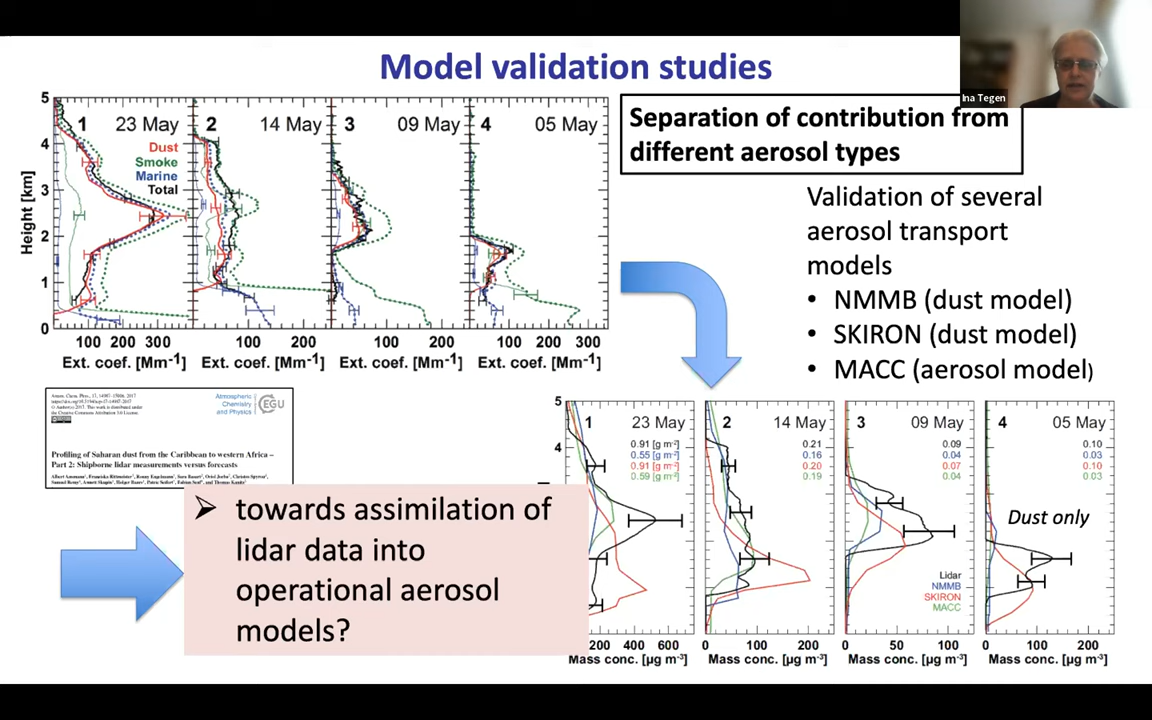 Model validation studies
Ina Tegen
Separation of contribution from
different aerosol types
Validation of several
aerosol transport
models
• NMMB (dust model)
• SKIRON (dust model)
• MACC (aerosol model)
5
4
3
2
1
0
Height [km]
1 23 May
Dust
Smoke
Marine
Total
2 14 May
3 09 May
4 05 May
100 200 300
100 200
100 200
100 200 300
Ext. coef. [Mm-1]
Ext. coef. [Mm-1]
Ext. coef. [Mm-1]
Ext. coef. [Mm-1]
Atmospheric
Chemistry
and Physics
EGU
Profiling of Saharan dust from the Caribbean to western Africa –
Part 2: Shipborne lidar measurements versus forecasts
➢ towards assimilation of
lidar data into
operational aerosol
models?
5
4
1 23 May
0.91 [g m-2]
0.55 [g m-2]
0.91 [g m-2]
0.59 [g m-2]
2 14 May
0.21
0.16
0.20
0.19
3 09 May
0.09
0.04
0.07
0.04
Lidar
NMMB
SKIRON
MACC
4 05 May
0.10
0.03
0.10
0.03
Dust only
200 400 600
0 100 200
0 50 100
0 100 200
Mass conc. [µg m-3]
Mass conc. [µg m-3]
Mass conc. [µg m-3]
Mass conc. [µg m-3]